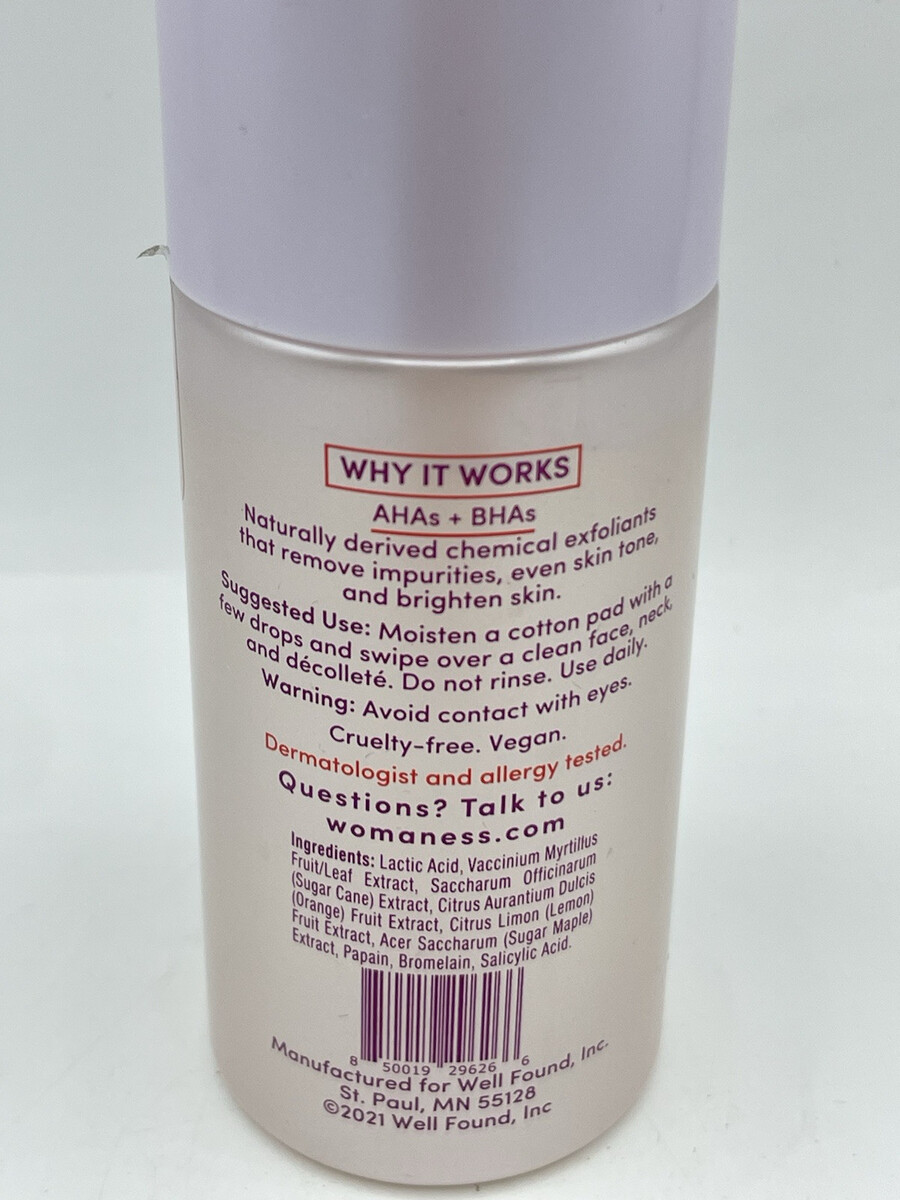 WHY IT WORKS
AHAs + BHAs
Naturally derived chemical exfoliants
that remove impurities, even skin tone,
and brighten skin.
Suggested Use: Moisten a cotton pad with a
few drops and swipe over a clean face, neck,
and décolleté. Do not rinse. Use daily.
Warning: Avoid contact with eyes.
Cruelty-free. Vegan.
Dermatologist and allergy tested.
Questions? Talk to us:
womaness.com
Ingredients: Lactic Acid, Vaccinium Myrtillus
Fruit/Leaf Extract, Saccharum Officinarum
(Sugar Cane) Extract, Citrus Aurantium Dulcis
(Orange) Fruit Extract, Citrus Limon (Lemon)
Fruit Extract, Acer Saccharum (Sugar Maple)
Extract, Papain, Bromelain, Salicylic Acid.
8 50019 29626 6
Manufactured for Well Found, Inc.
St. Paul, MN 55128
©2021 Well Found, Inc